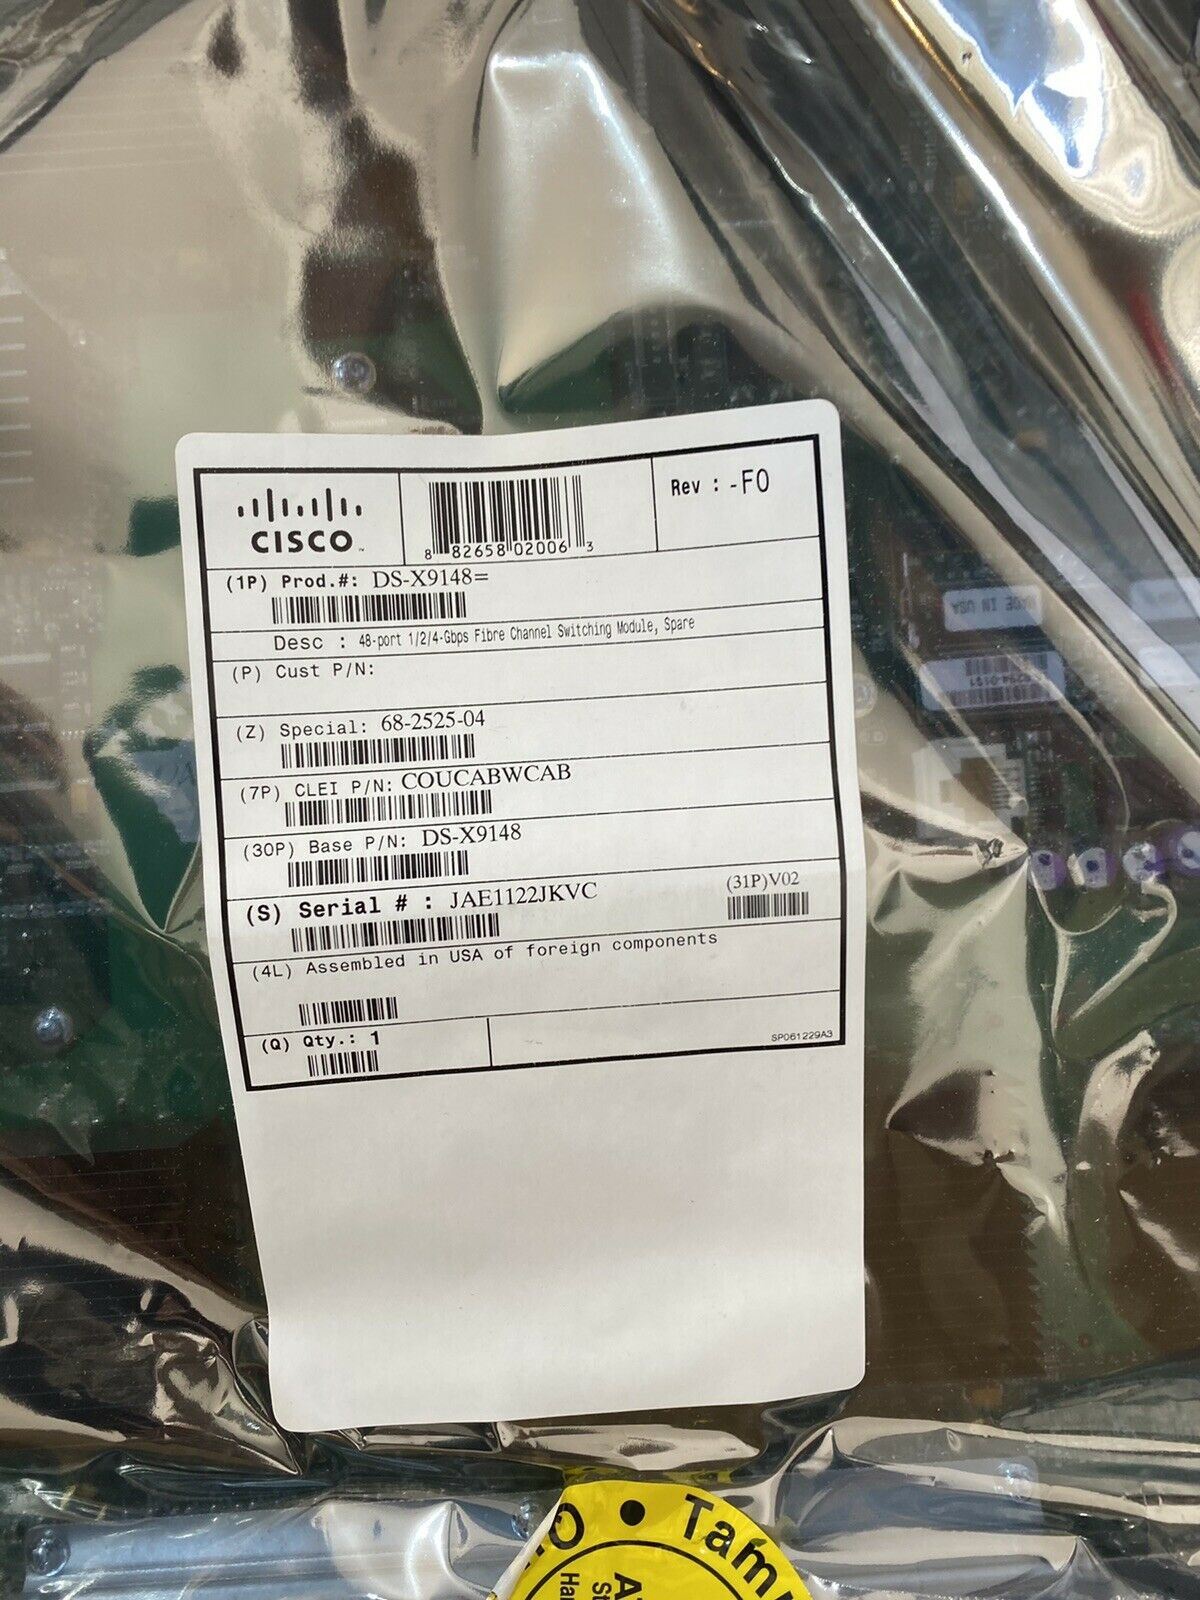 CISCO
8 82658 02006 3
Rev : -F0
(1P) Prod.#: DS-X9148=
Desc : 48-port 1/2/4-Gbps Fibre Channel Switching Module, Spare
(P) Cust P/N:
(Z) Special: 68-2525-04
(7P) CLEI P/N: COUCABWCAB
(30P) Base P/N: DS-X9148
(S) Serial # : JAE1122JKVC
(31P)V02
(4L) Assembled in USA of foreign components
(Q) Qty.: 1
SP061229A3
MADE IN USA